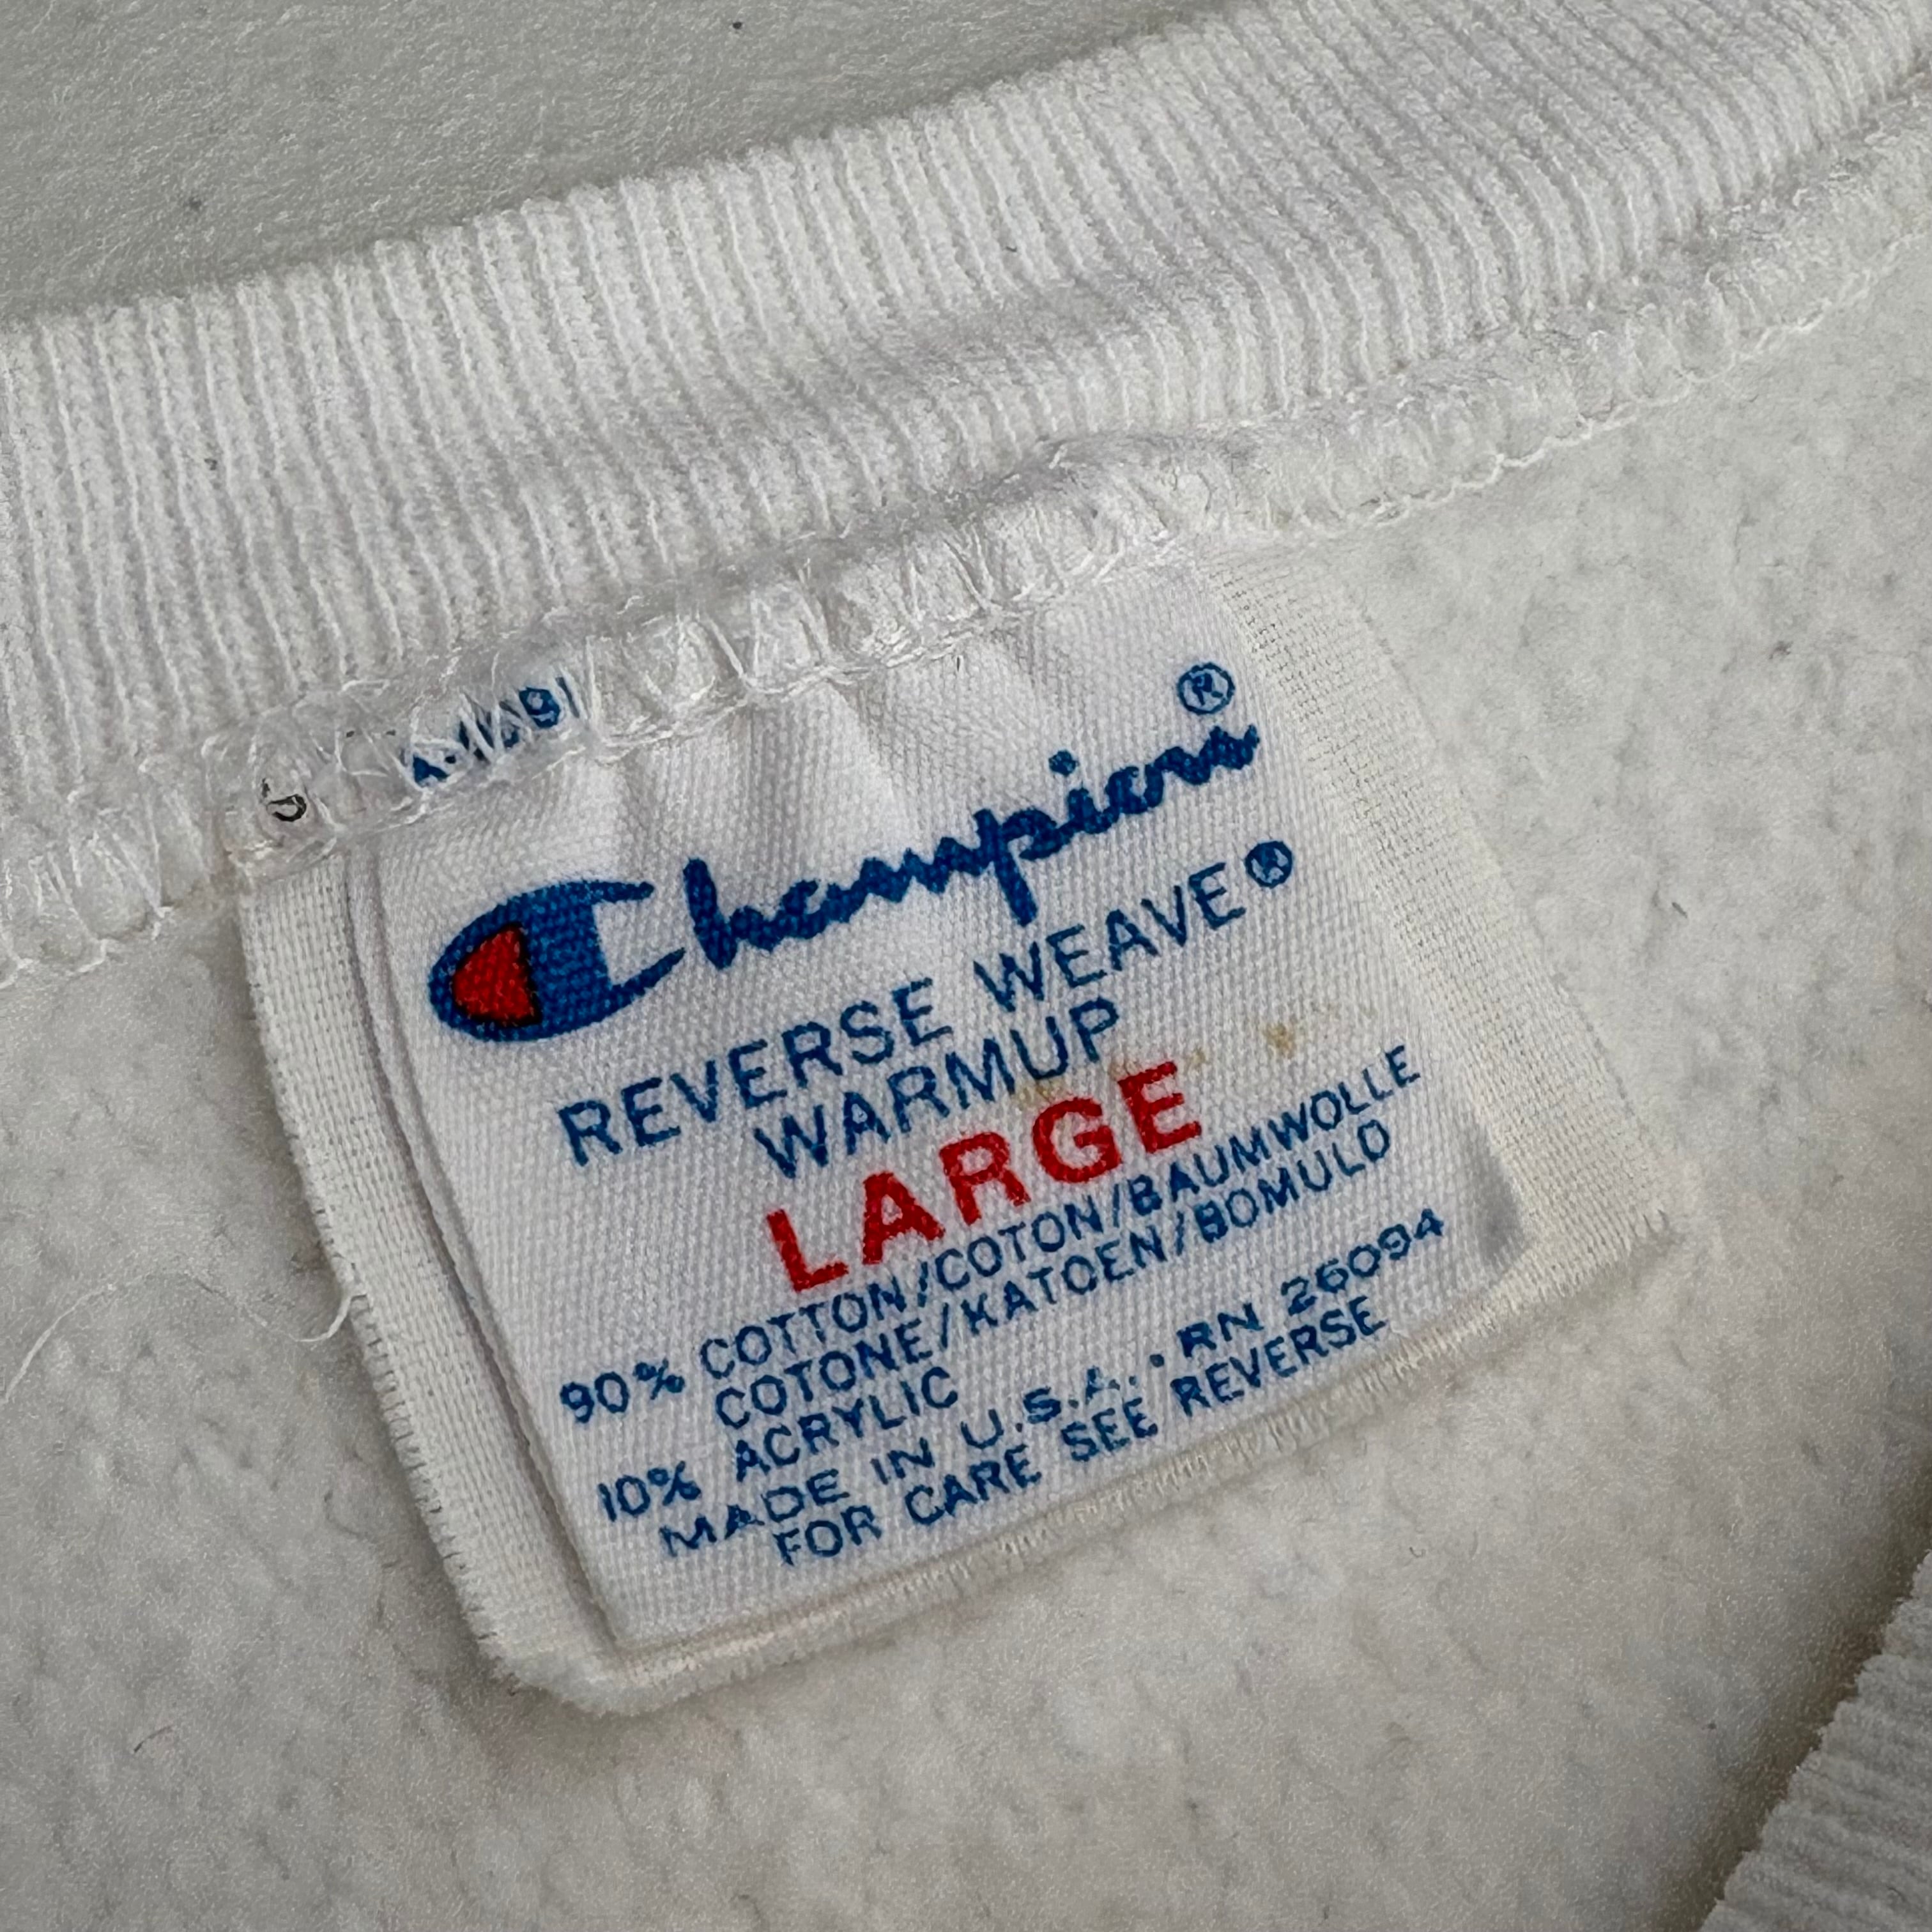 Champion®
REVERSE WEAVE®
WARMUP
LARGE
90% COTTON/COTON/BAUMWOLLE
COTONE/KATOEN/BOMULD
10% ACRYLIC
MADE IN U.S.A. • RN 26094
FOR CARE SEE REVERSE